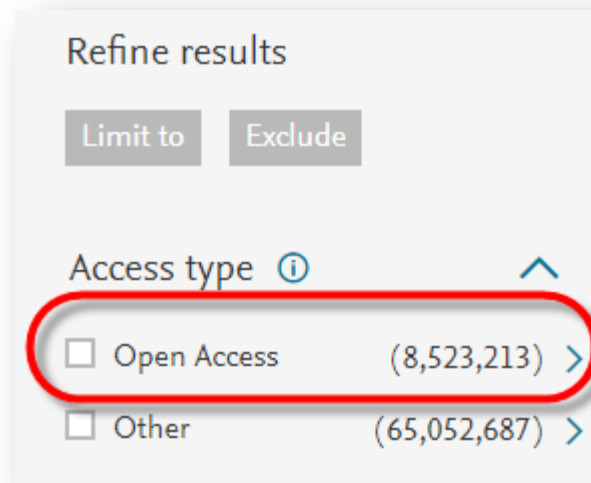 Refine results
Limit to Exclude
Access type
Open Access (8,523,213)
Other (65,052,687)